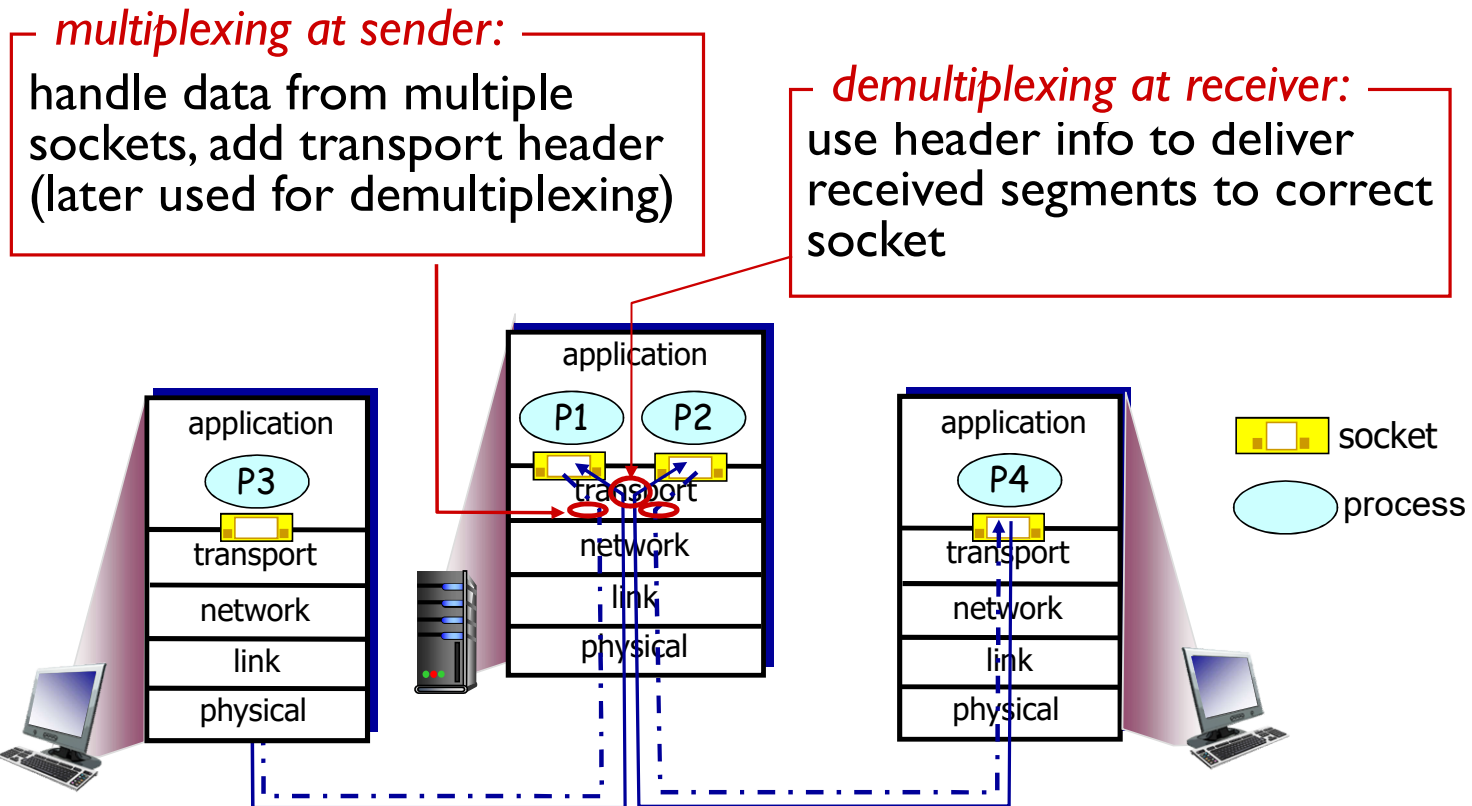 multiplexing at sender:
handle data from multiple
sockets, add transport header
(later used for demultiplexing)
demultiplexing at receiver:
use header info to deliver
received segments to correct
socket
application
P3
transport
network
link
physical
application
P1 P2
transport
network
link
physical
application
P4
transport
network
link
physical
socket
process